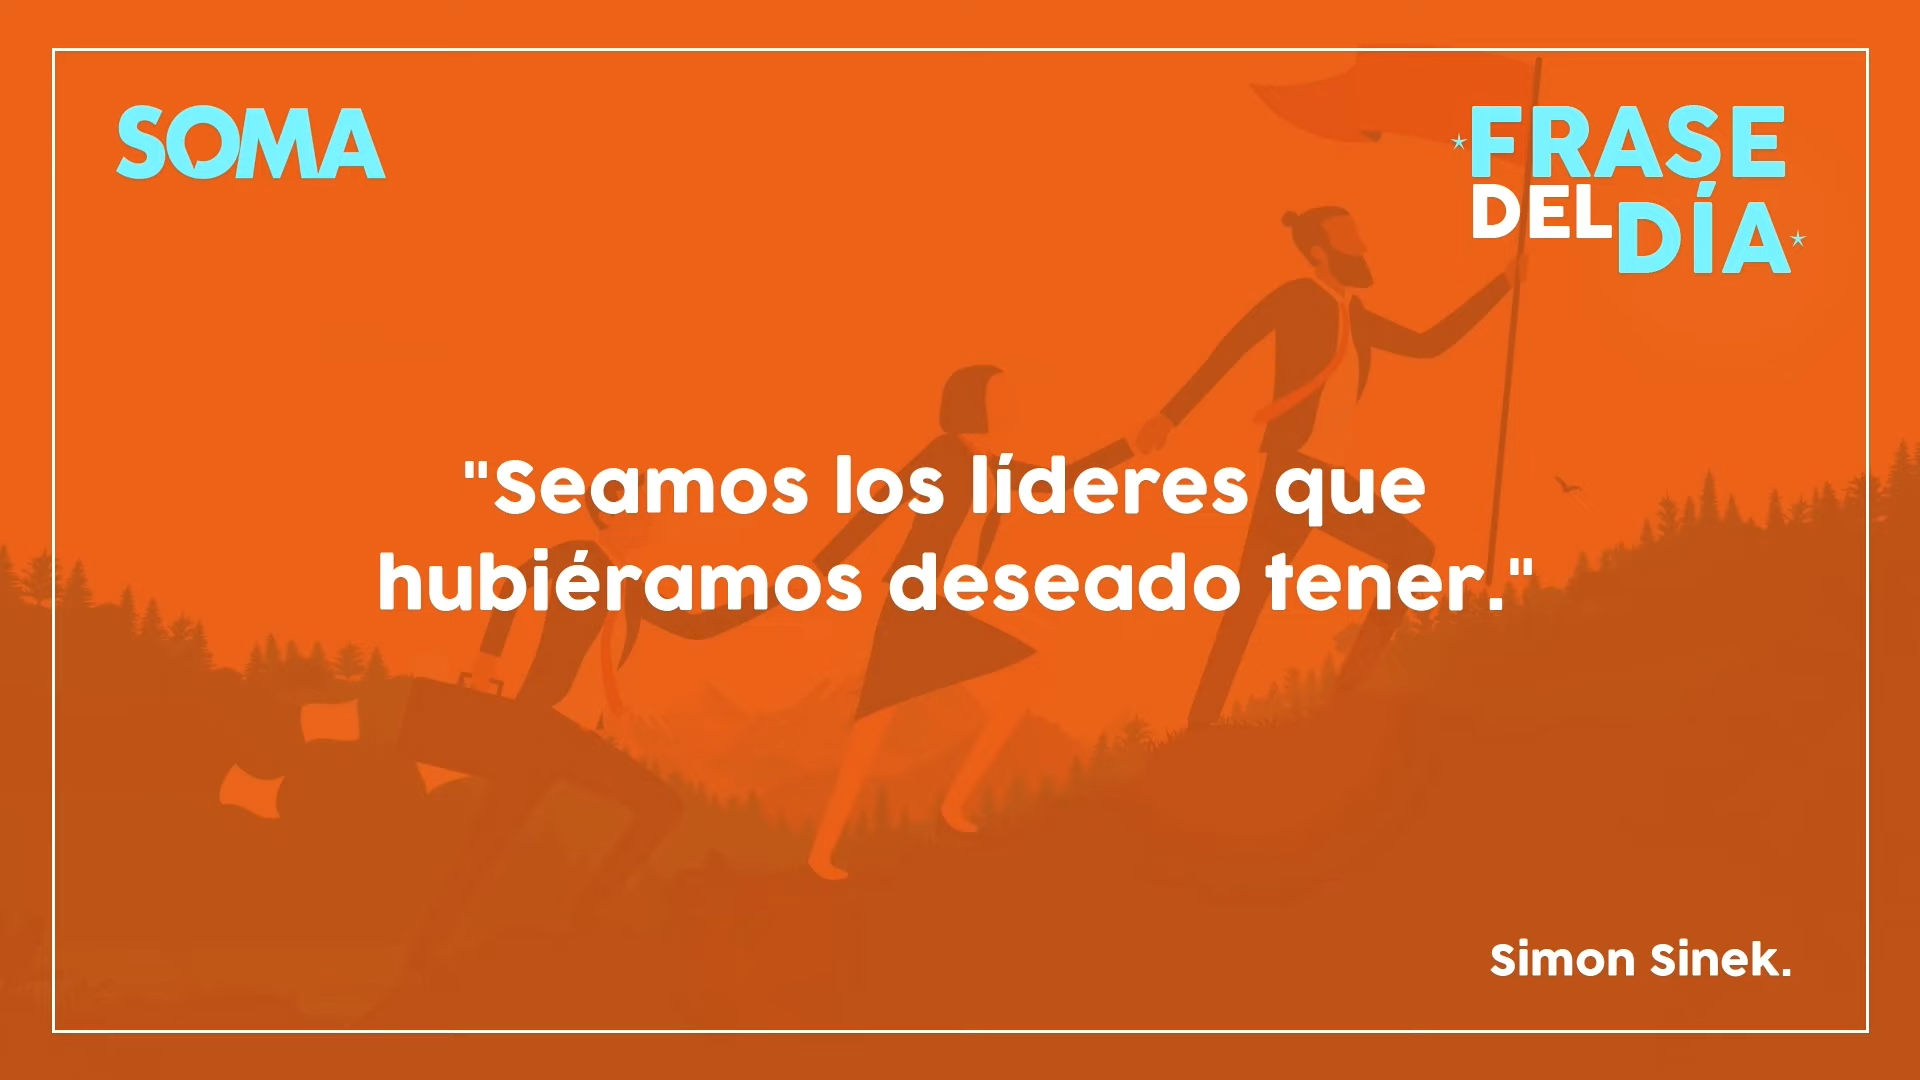 SOMA
FRASE
DEL DÍA
"Seamos los líderes que
hubiéramos deseado tener."
Simon Sinek.